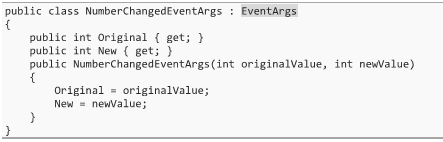 public class NumberChangedEventArgs : EventArgs
{
    public int Original { get; }
    public int New { get; }
    public NumberChangedEventArgs(int originalValue, int newValue)
    {
        Original = originalValue;
        New = newValue;
    }
}